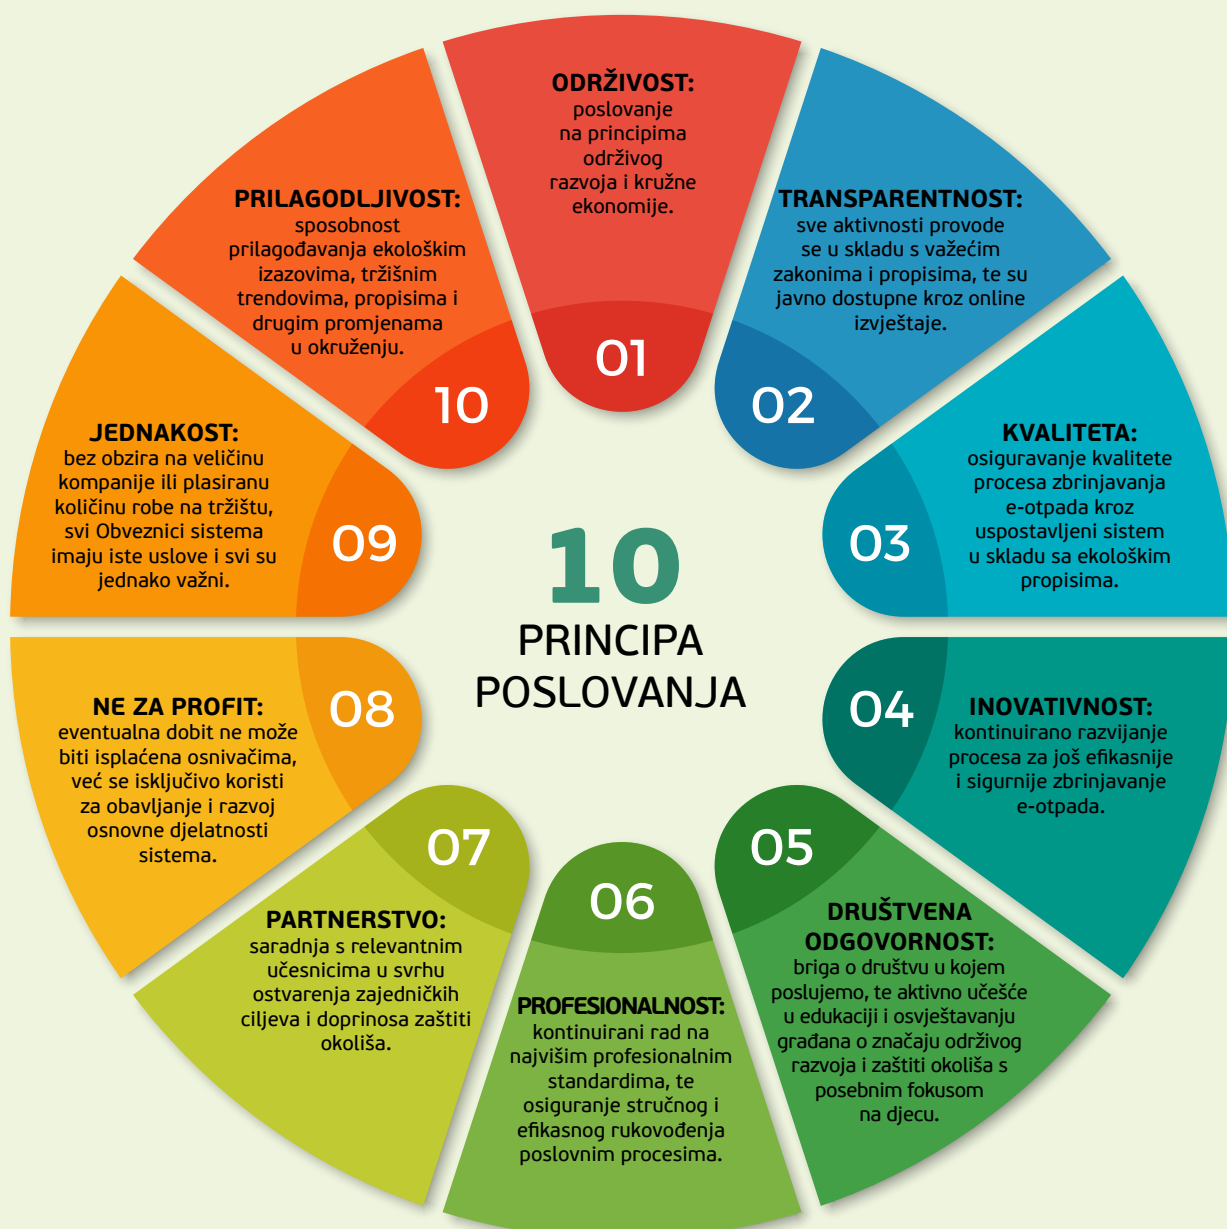 10
PRINCIPA
POSLOVANJA
01
ODRŽIVOST:
poslovanje
na principima
održivog
razvoja i kružne
ekonomije.
02
TRANSPARENTNOST:
sve aktivnosti provode
se u skladu s važećim
zakonima i propisima, te su
javno dostupne kroz online
izvještaje.
03
KVALITETA:
osiguravanje kvalitete
procesa zbrinjavanja
e-otpada kroz
uspostavljeni sistem
u skladu sa ekološkim
propisima.
04
INOVATIVNOST:
kontinuirano razvijanje
procesa za još efikasnije
i sigurnije zbrinjavanje
e-otpada.
05
DRUŠTVENA
ODGOVORNOST:
briga o društvu u kojem
poslujemo, te aktivno učešće
u edukaciji i osvještavanju
građana o značaju održivog
razvoja i zaštiti okoliša s
posebnim fokusom
na djecu.
06
PROFESIONALNOST:
kontinuirani rad na
najvišim profesionalnim
standardima, te
osiguranje stručnog i
efikasnog rukovođenja
poslovnim procesima.
07
PARTNERSTVO:
saradnja s relevantnim
učesnicima u svrhu
ostvarenja zajedničkih
ciljeva i doprinosa zaštiti
okoliša.
08
NE ZA PROFIT:
eventualna dobit ne može
biti isplaćena osnivačima,
već se isključivo koristi
za obavljanje i razvoj
osnovne djelatnosti
sistema.
09
JEDNAKOST:
bez obzira na veličinu
kompanije ili plasiranu
količinu robe na tržištu,
svi Obveznici sistema
imaju iste uslove i svi su
jednako važni.
10
PRILAGODLJIVOST:
sposobnost
prilagođavanja ekološkim
izazovima, tržišnim
trendovima, propisima i
drugim promjenama
u okruženju.